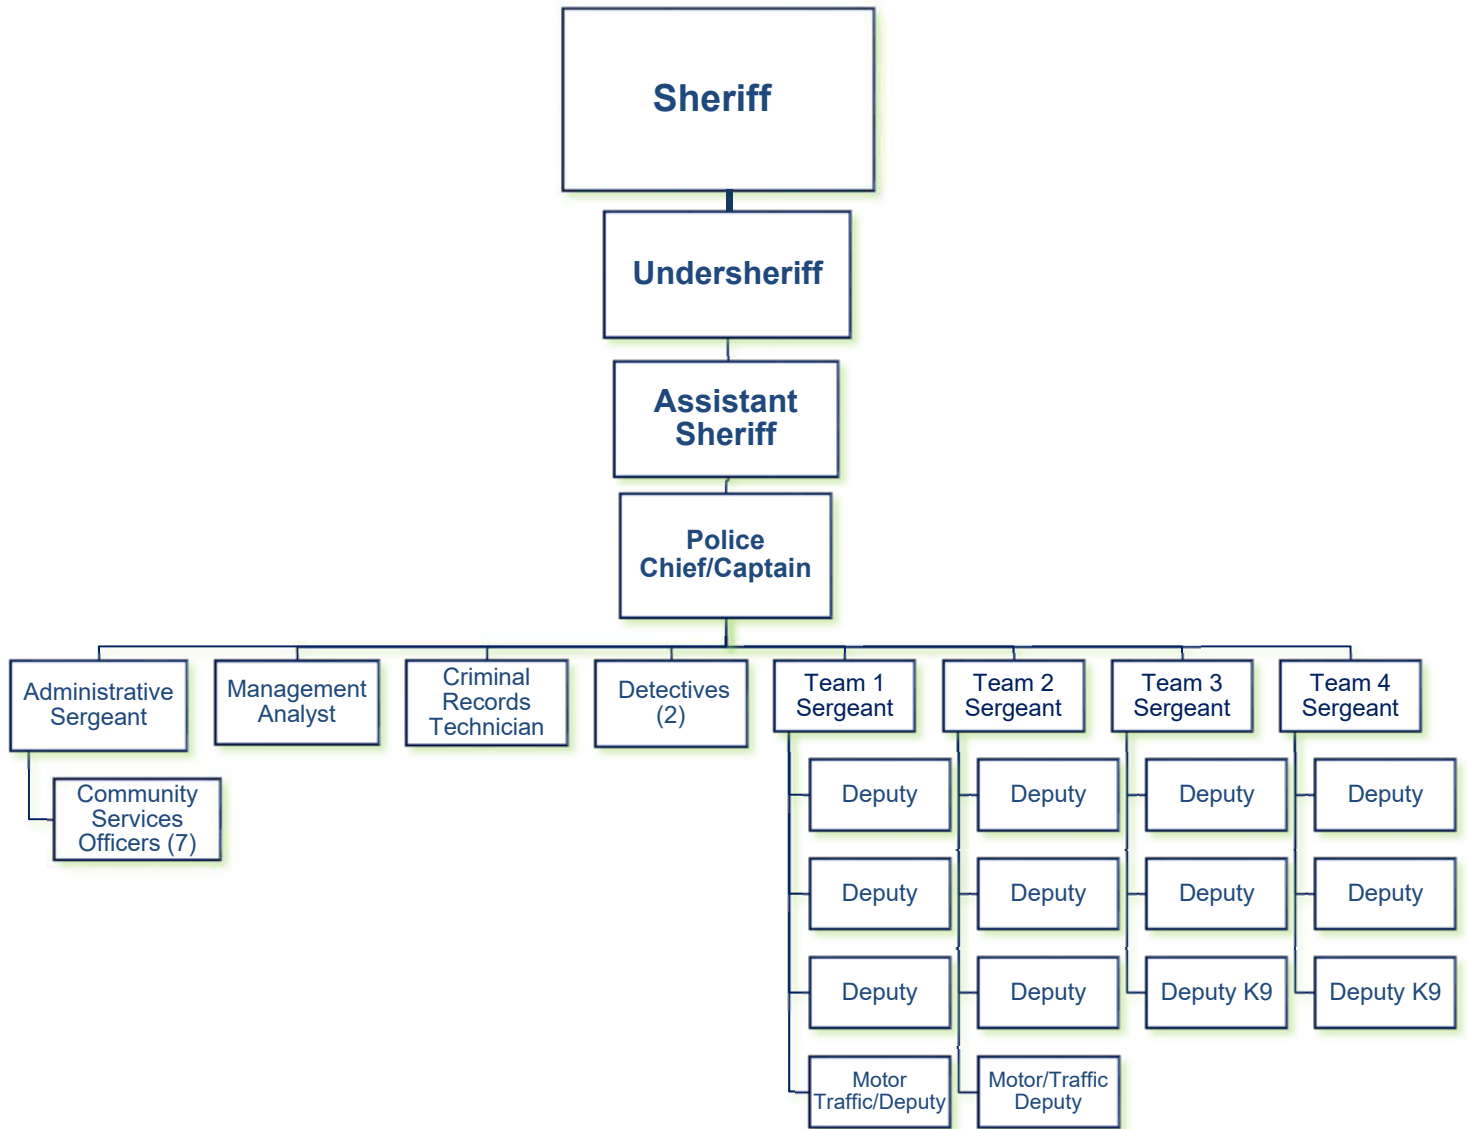 Sheriff
Undersheriff
Assistant
Sheriff
Police
Chief/Captain
Administrative
Sergeant
Management
Analyst
Criminal
Records
Technician
Detectives
(2)
Team 1
Sergeant
Team 2
Sergeant
Team 3
Sergeant
Team 4
Sergeant
Community
Services
Officers (7)
Deputy
Deputy
Deputy
Deputy
Deputy
Deputy
Deputy
Deputy
Deputy
Deputy
Deputy K9
Deputy K9
Motor
Traffic/Deputy
Motor/Traffic
Deputy